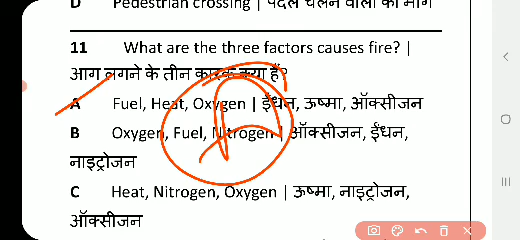 D Pedestrian crossing | पैदल चलने वालों का मार्ग
11 What are the three factors causes fire? |
आग लगने के तीन कारक क्या हैं?
A Fuel, Heat, Oxygen | ईंधन, ऊष्मा, ऑक्सीजन
B Oxygen, Fuel, Nitrogen | ऑक्सीजन, ईंधन,
नाइट्रोजन
C Heat, Nitrogen, Oxygen | ऊष्मा, नाइट्रोजन,
ऑक्सीजन